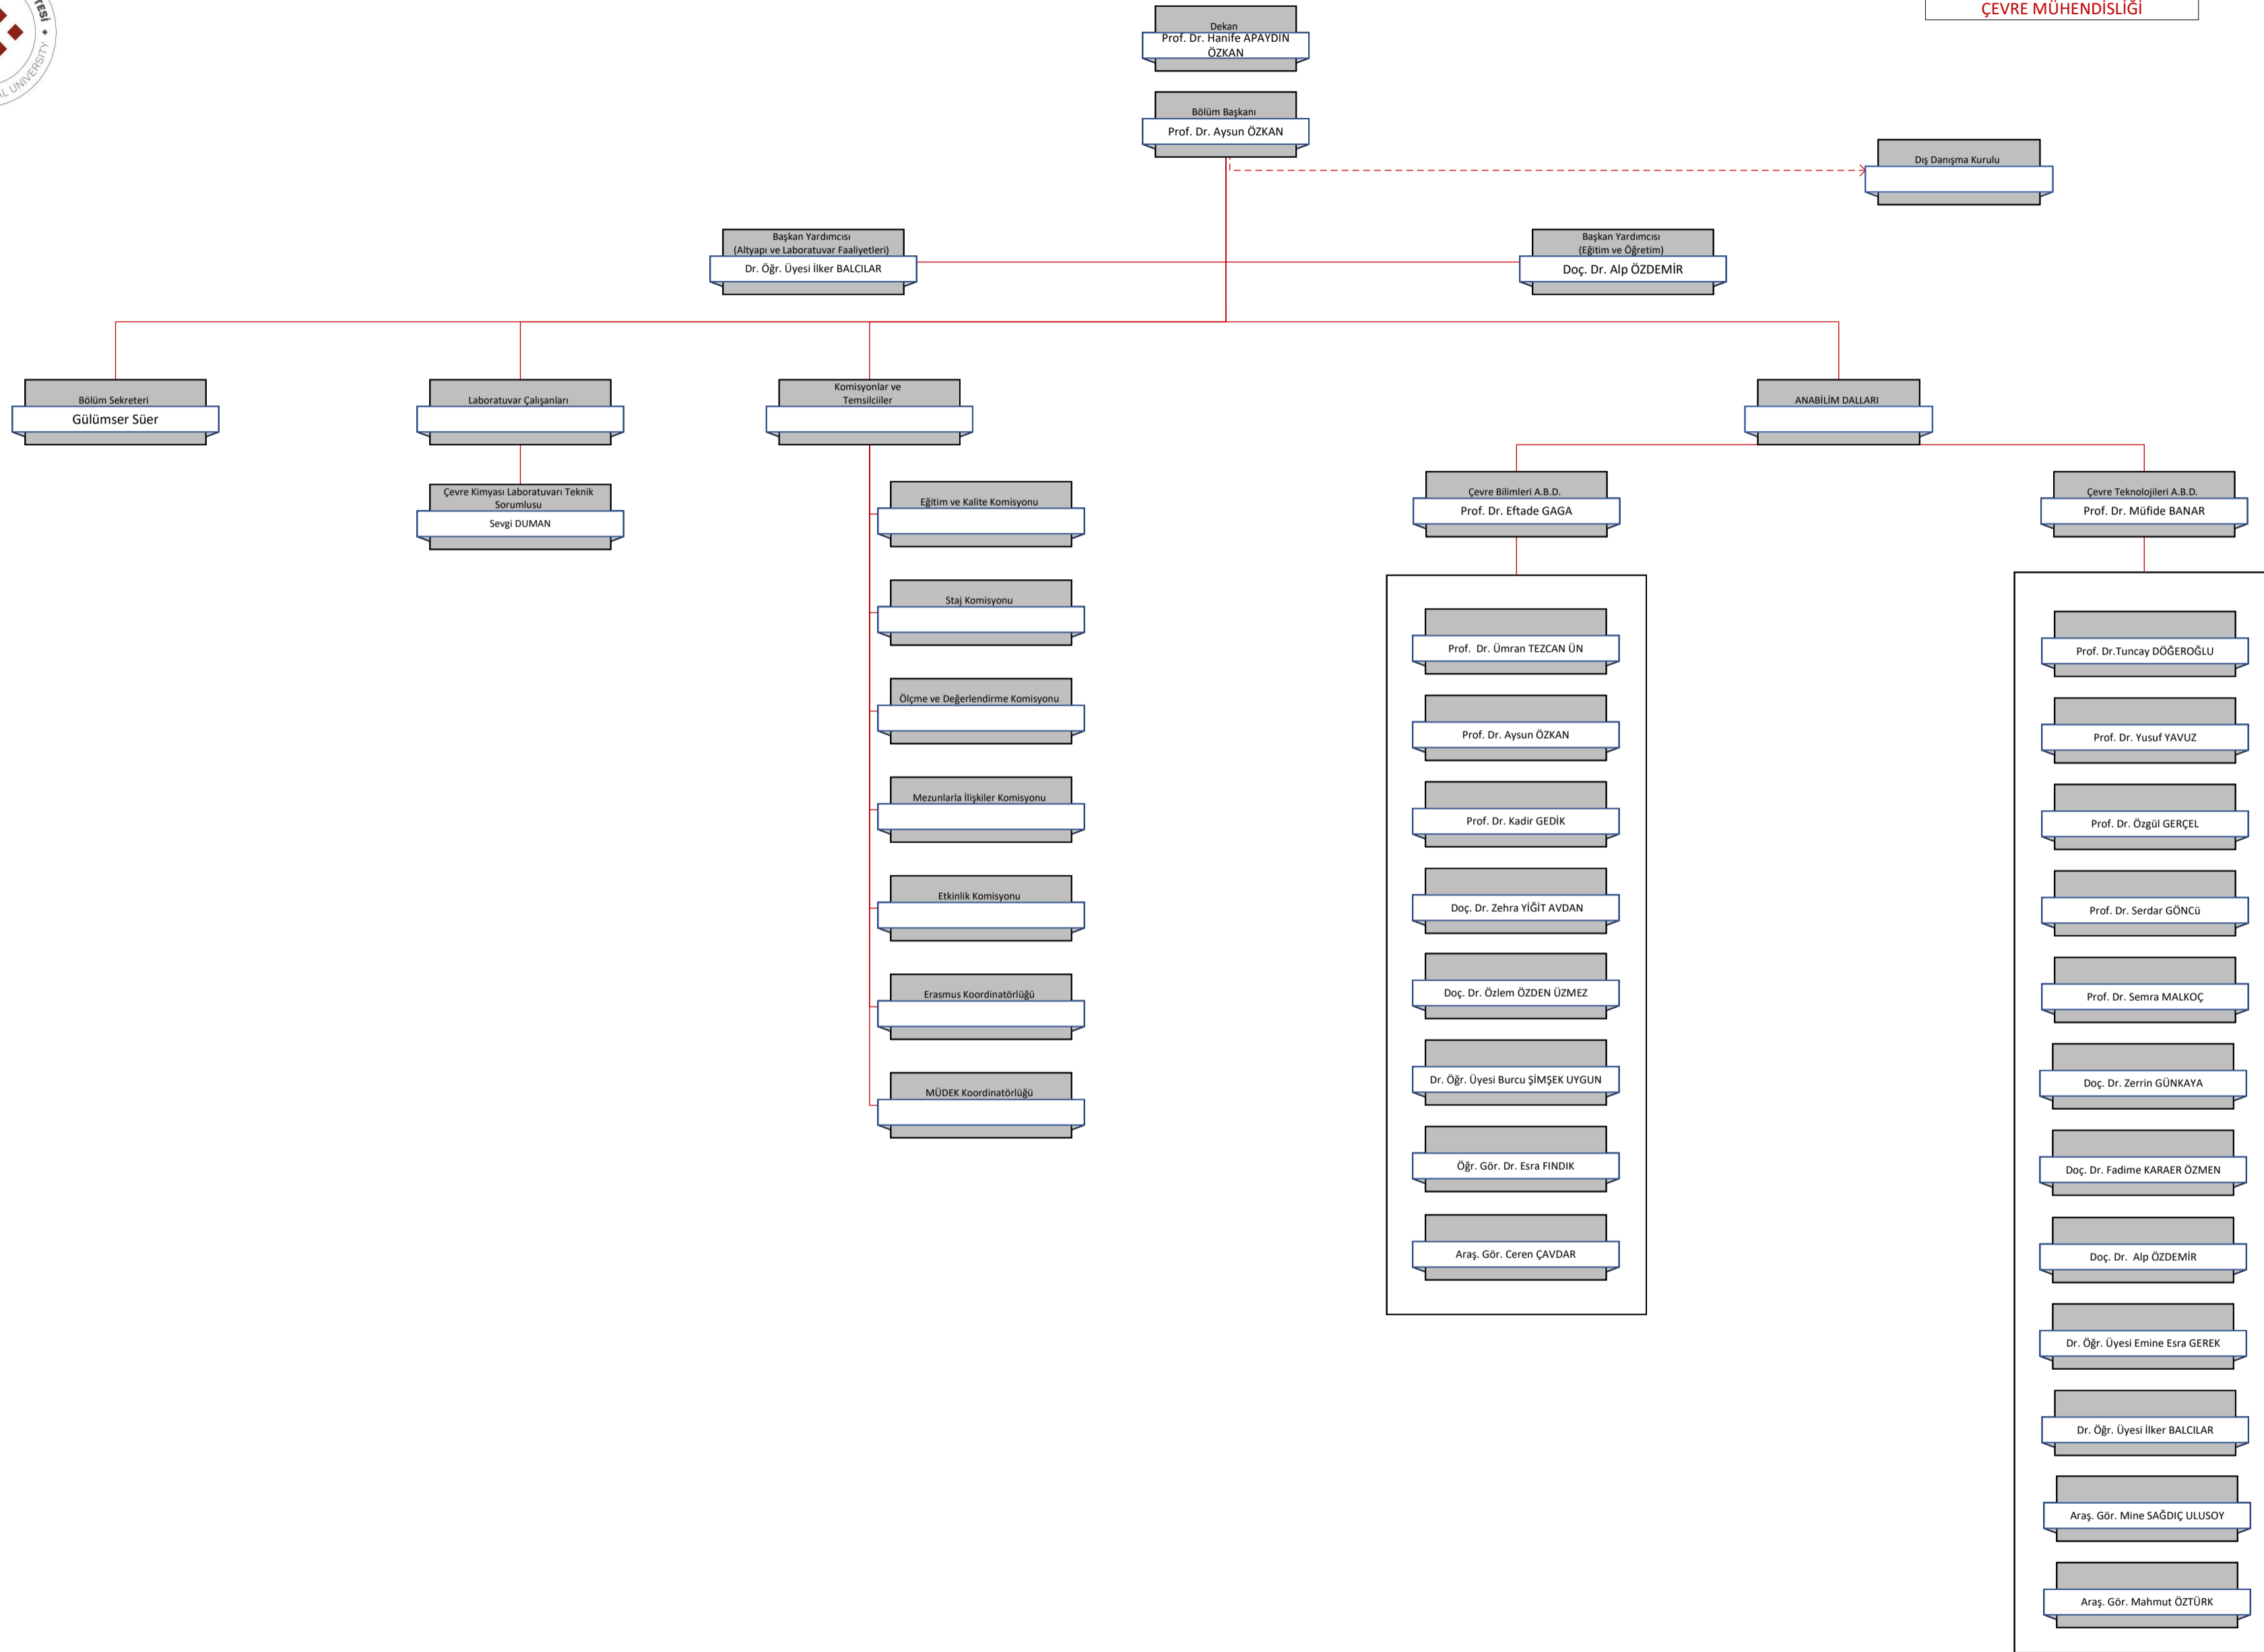 ÇEVRE MÜHENDİSLİĞİ
Dekan
Prof. Dr. Hanife APAYDIN
ÖZKAN
Bölüm Başkanı
Prof. Dr. Aysun ÖZKAN
Dış Danışma Kurulu
Başkan Yardımcısı
(Altyapı ve Laboratuvar Faaliyetleri)
Dr. Öğr. Üyesi İlker BALCILAR
Başkan Yardımcısı
(Eğitim ve Öğretim)
Doç. Dr. Alp ÖZDEMİR
Bölüm Sekreteri
Gülümser Süer
Laboratuvar Çalışanları
Çevre Kimyası Laboratuvarı Teknik
Sorumlusu
Sevgi DUMAN
Komisyonlar ve
Temsilciiler
Eğitim ve Kalite Komisyonu
Staj Komisyonu
Ölçme ve Değerlendirme Komisyonu
Mezunlarla İlişkiler Komisyonu
Etkinlik Komisyonu
Erasmus Koordinatörlüğü
MÜDEK Koordinatörlüğü
ANABİLİM DALLARI
Çevre Bilimleri A.B.D.
Prof. Dr. Eftade GAGA
Prof.  Dr. Ümran TEZCAN ÜN
Prof. Dr. Aysun ÖZKAN
Prof. Dr. Kadir GEDİK
Doç. Dr. Zehra YİĞİT AVDAN
Doç. Dr. Özlem ÖZDEN ÜZMEZ
Dr. Öğr. Üyesi Burcu ŞİMŞEK UYGUN
Öğr. Gör. Dr. Esra FINDIK
Araş. Gör. Ceren ÇAVDAR
Çevre Teknolojileri A.B.D.
Prof. Dr. Müfide BANAR
Prof. Dr.Tuncay DÖĞEROĞLU
Prof. Dr. Yusuf YAVUZ
Prof. Dr. Özgül GERÇEL
Prof. Dr. Serdar GÖNCü
Prof. Dr. Semra MALKOÇ
Doç. Dr. Zerrin GÜNKAYA
Doç. Dr. Fadime KARAER ÖZMEN
Doç. Dr.  Alp ÖZDEMİR
Dr. Öğr. Üyesi Emine Esra GEREK
Dr. Öğr. Üyesi İlker BALCILAR
Araş. Gör. Mine SAĞDIÇ ULUSOY
Araş. Gör. Mahmut ÖZTÜRK